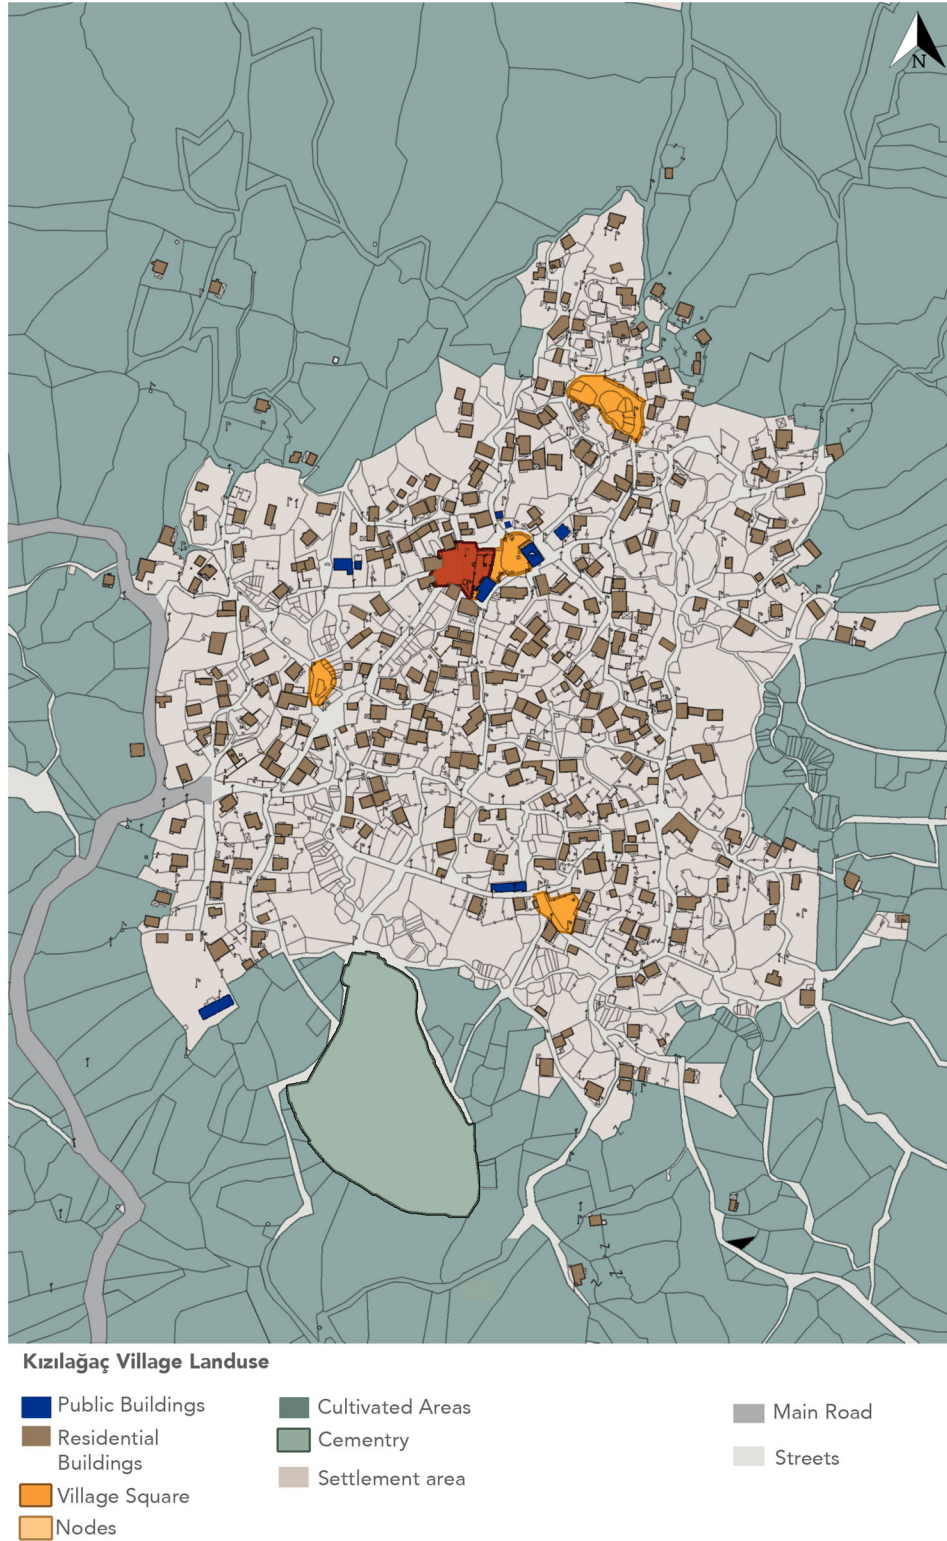 N
Kızılağaç Village Landuse
Public Buildings
Residential
Buildings
Village Square
Nodes
Cultivated Areas
Cementry
Settlement area
Main Road
Streets